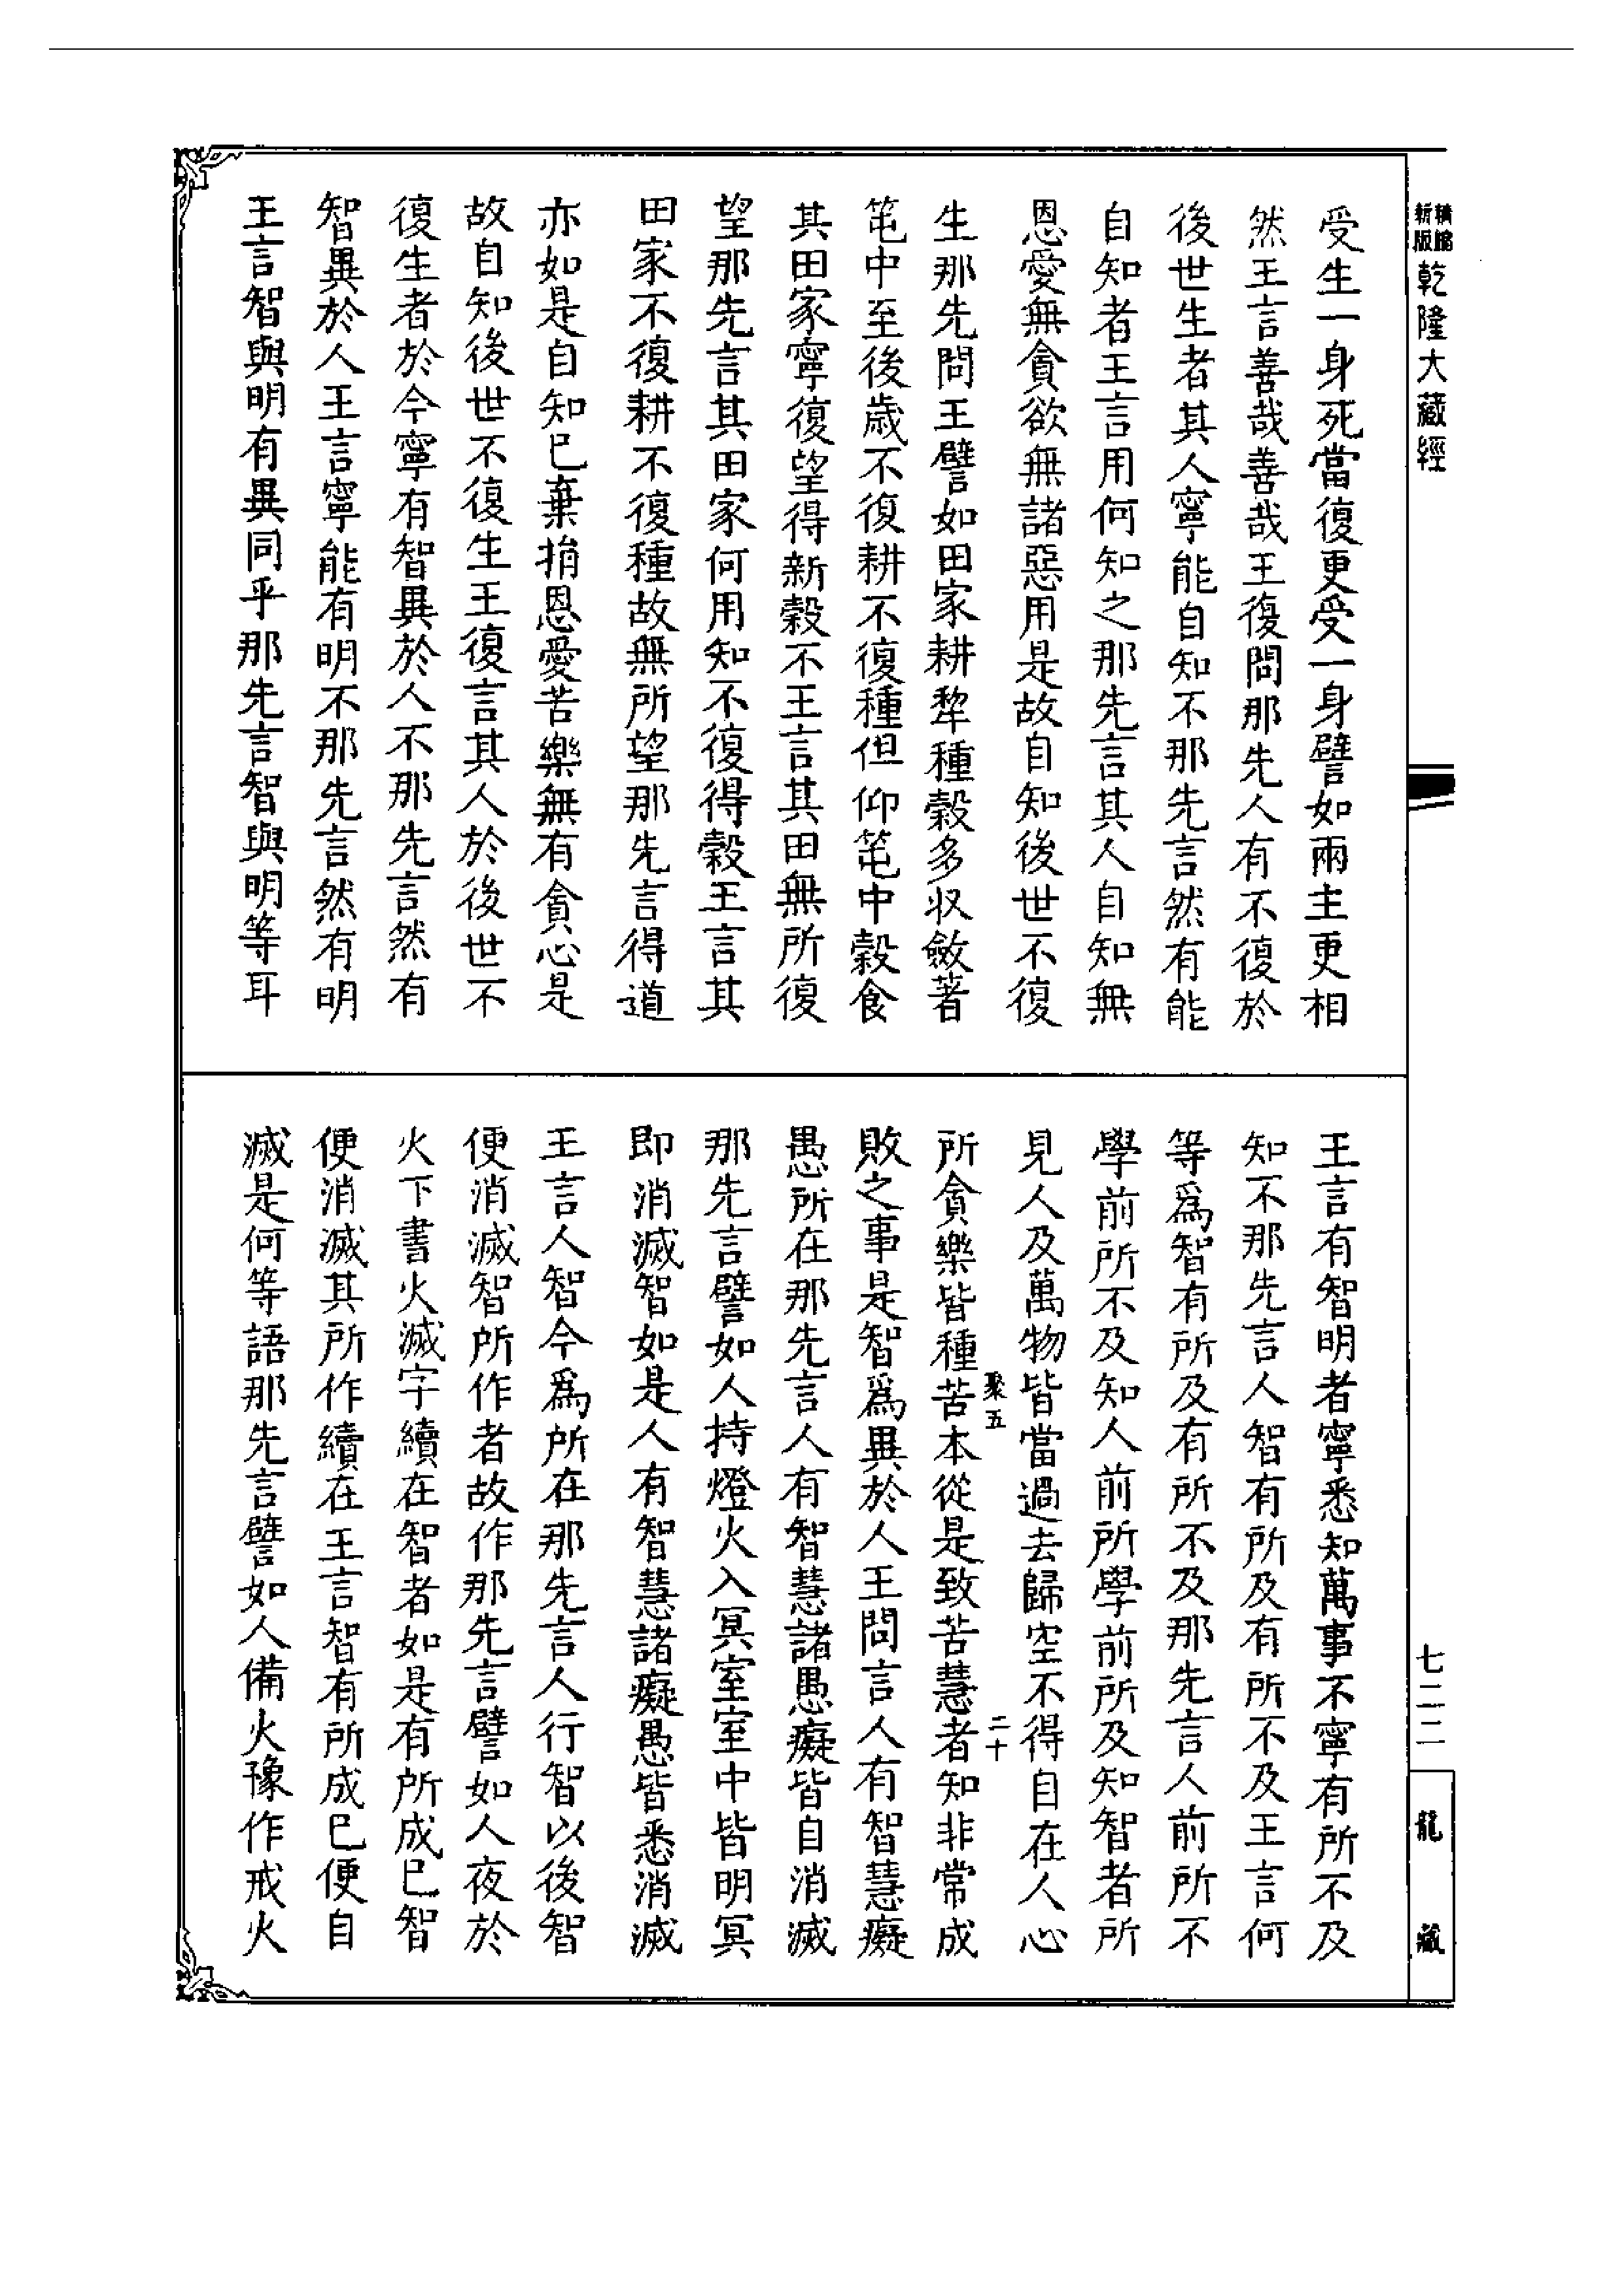 精縮
新版
乾隆大藏經
受生一身死當復更受一身譬如兩主更相
然王言善哉善哉王復問那先人有不復於
後世生者其人寧能自知不那先言然有能
自知者王言用何知之那先言其人自知無
恩愛無貪欲無諸惡用是故自知後世不復
生那先問王譬如田家耕犂種穀多収斂著
篅中至後歲不復耕不復種但仰篅中穀食
其田家寧復望得新穀不王言其田無所復
望那先言其田家何用知不復得穀王言其
田家不復耕不復種故無所望那先言得道
亦如是自知已棄捐恩愛苦樂無有貪心是
故自知後世不復生王復言其人於後世不
復生者於今寧有智異於人不那先言然有
智異於人王言寧能有明不那先言然有明
王言智與明有異同乎那先言智與明等耳
王言有智明者寧悉知萬事不寧有所不及
知不那先言人智有所及有所不及王言何
等爲智有所及有所不及那先言人前所不
學前所不及知人前所學前所及知智者所
見人及萬物皆當過去歸空不得自在人心
所貪樂皆種苦本從是致苦慧者知非常成
聚五
二十
敗之事是智爲異於人王問言人有智慧癡
愚所在那先言人有智慧諸愚癡皆自消滅
那先言譬如人持燈火入冥室室中皆明冥
即消滅智如是人有智慧諸癡愚皆悉消滅
王言人智今爲所在那先言人行智以後智
便消滅智所作者故作那先言譬如人夜於
火下書火滅字續在智者如是有所成已智
便消滅其所作續在王言智有所成已便自
滅是何等語那先言譬如人備火豫作戒火
七二二
龍藏